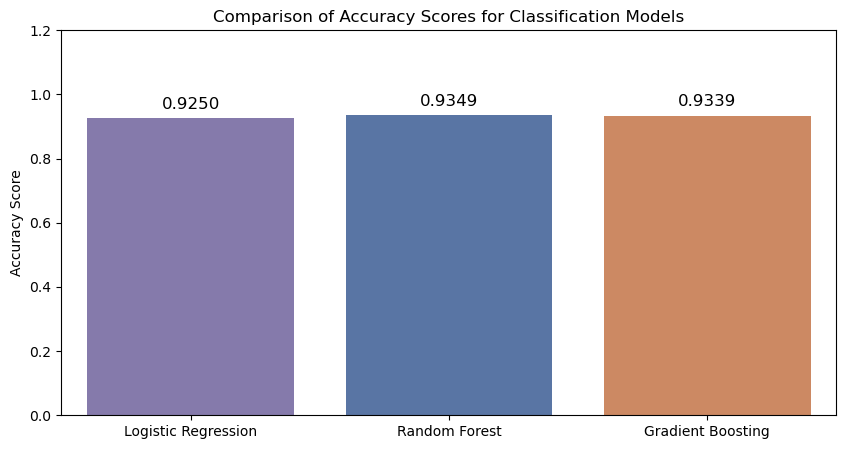 Comparison of Accuracy Scores for Classification Models
Accuracy Score
1.2
1.0
0.8
0.6
0.4
0.2
0.0
0.9250
0.9349
0.9339
Logistic Regression
Random Forest
Gradient Boosting